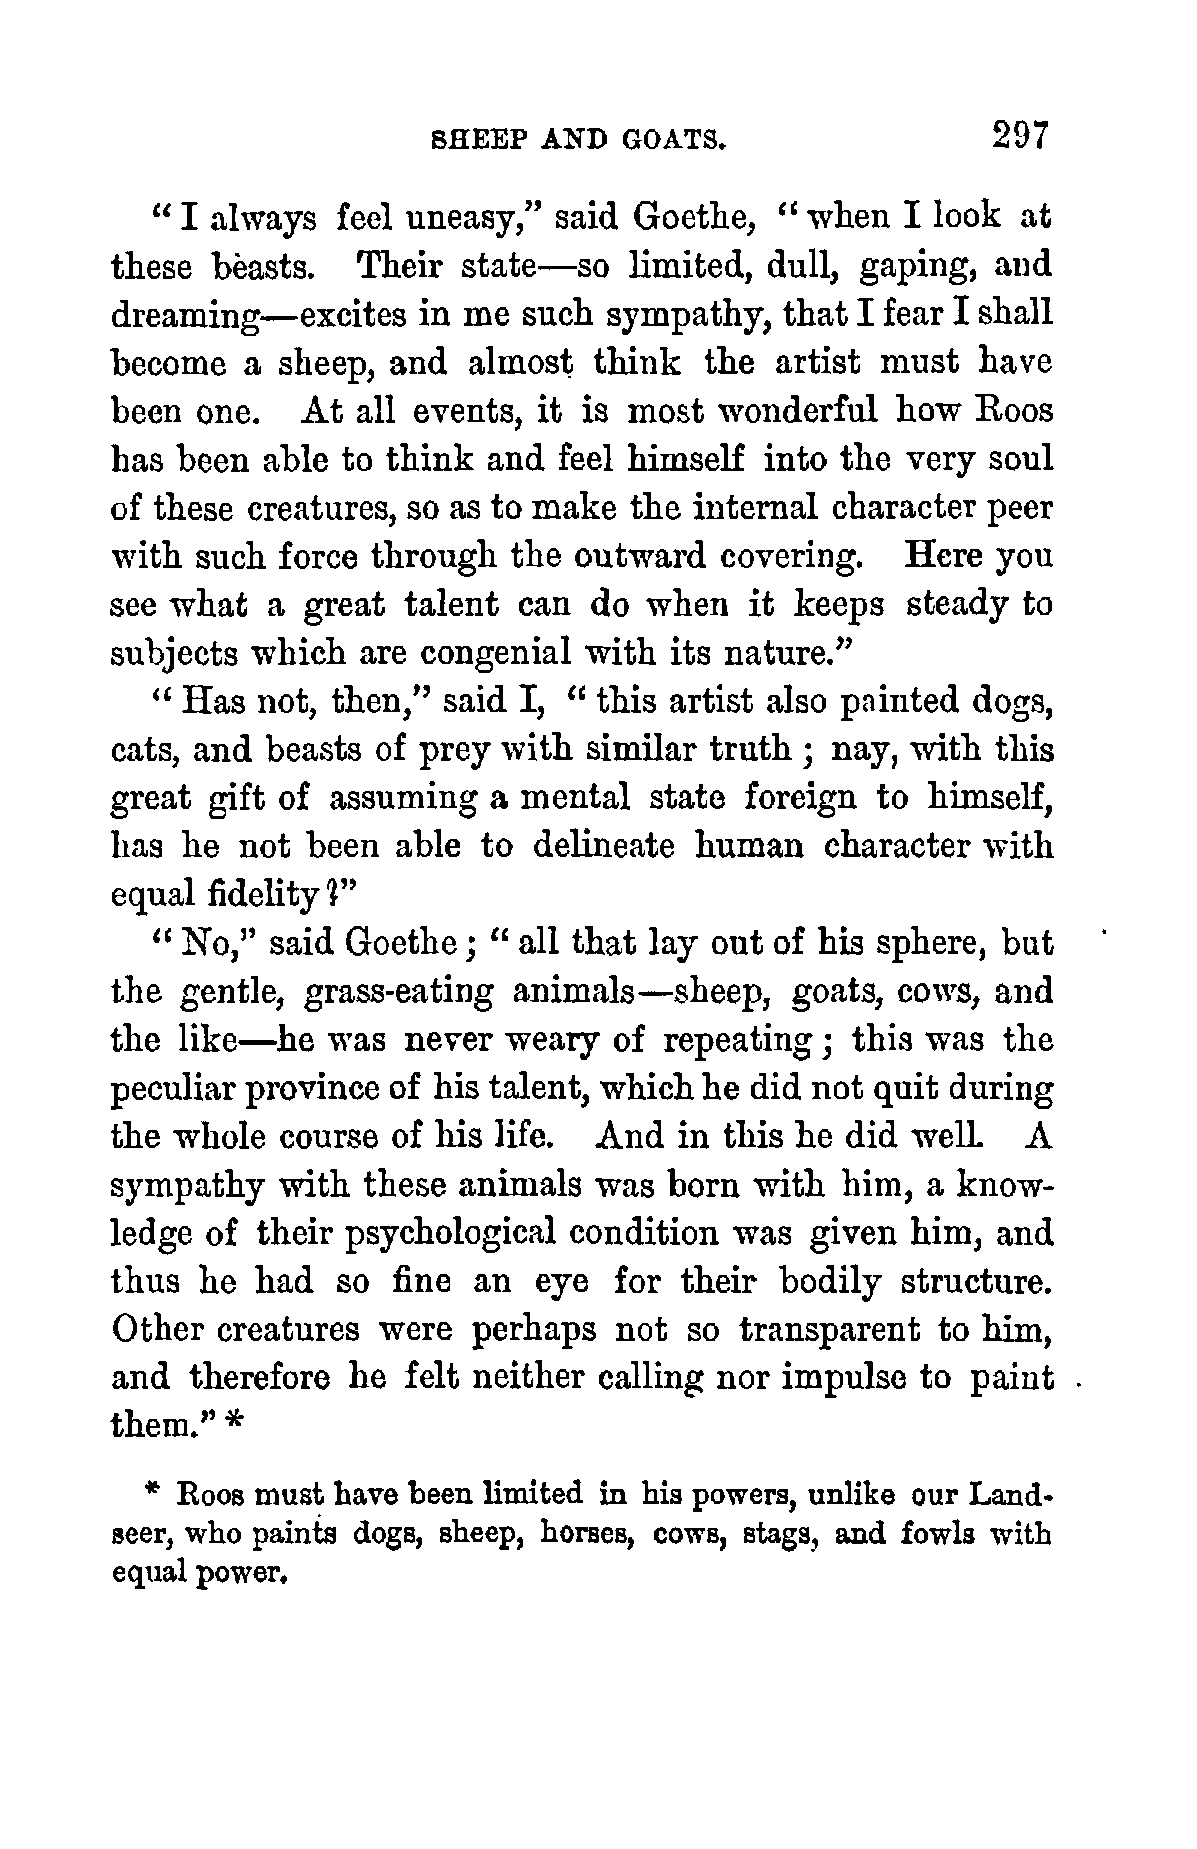 SHEEP AND GOATS. 297
“ I always feel uneasy,” said Goethe, “ when I look at
these beasts. Their state—so limited, dull, gaping, and
dreaming—excites in me such sympathy, that I fear I shall
become a sheep, and almost think the artist must have
been one. At all events, it is most wonderful how Roos
has been able to think and feel himself into the very soul
of these creatures, so as to make the internal character peer
with such force through the outward covering. Here you
see what a great talent can do when it keeps steady to
subjects which are congenial with its nature.”
“ Has not, then,” said I, “ this artist also painted dogs,
cats, and beasts of prey with similar truth ; nay, with this
great gift of assuming a mental state foreign to himself,
has he not been able to delineate human character with
equal fidelity?”
“ No,” said Goethe ; “ all that lay out of his sphere, but
the gentle, grass-eating animals—sheep, goats, cows, and
the like—he was never weary of repeating ; this was the
peculiar province of his talent, which he did not quit during
the whole course of his life. And in this he did well. A
sympathy with these animals was born with him, a know-
ledge of their psychological condition was given him, and
thus he had so fine an eye for their bodily structure.
Other creatures were perhaps not so transparent to him,
and therefore he felt neither calling nor impulse to paint
them.” *
* Roos must have been limited in his powers, unlike our Land-
seer, who paints dogs, sheep, horses, cows, stags, and fowls with
equal power.